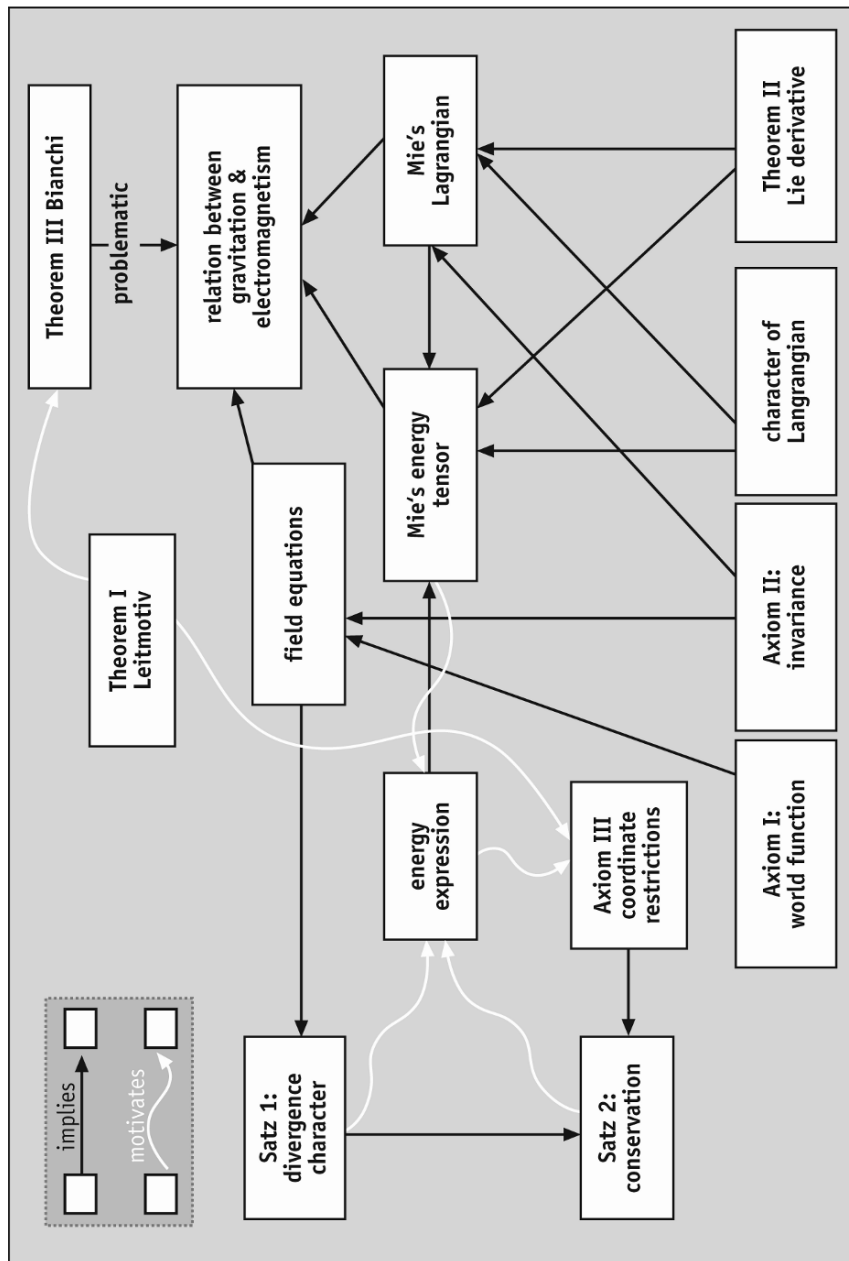 implies
motivates
Theorem I
Leitmotiv
Theorem III Bianchi
problematic
Satz 1:
divergence
character
field equations
relation between
gravitation &
electromagnetism
energy
expression
Mie's energy
tensor
Mie's
Lagrangian
Satz 2:
conservation
Axiom III
coordinate
restrictions
Axiom I:
world function
Axiom II:
invariance
character of
Langrangian
Theorem II
Lie derivative